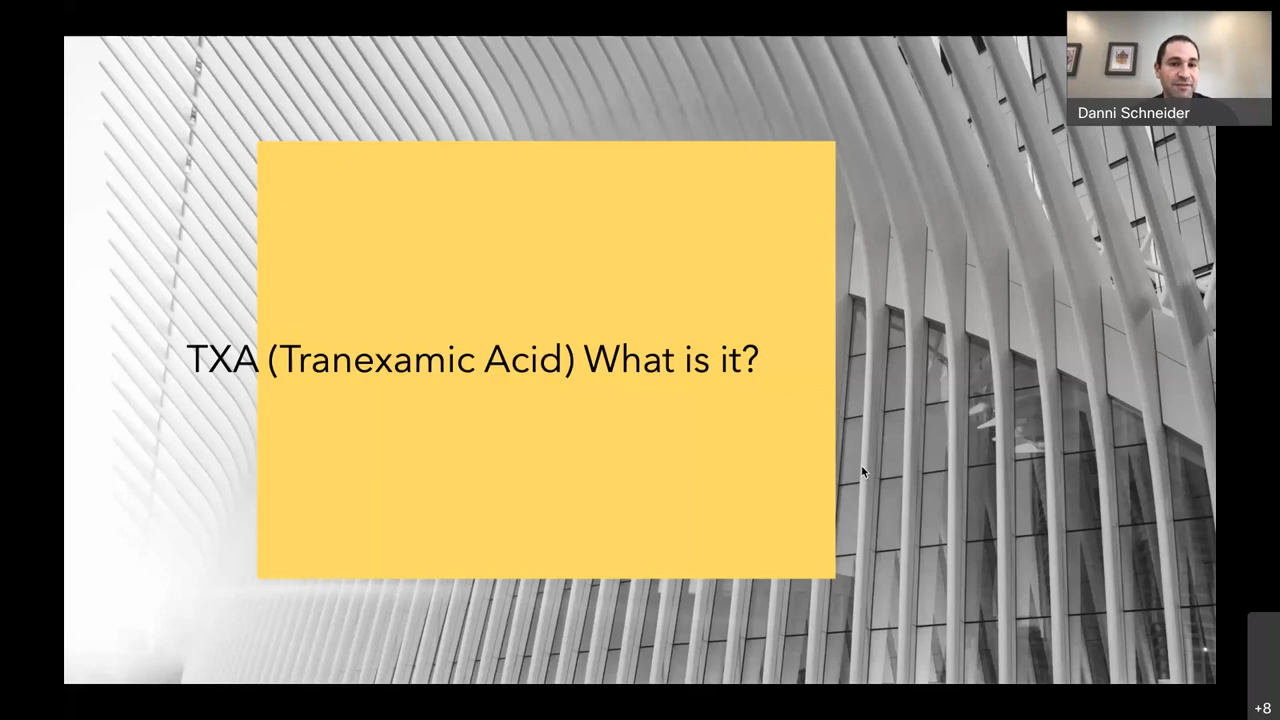 Danni Schneider
TXA (Tranexamic Acid) What is it?
+8